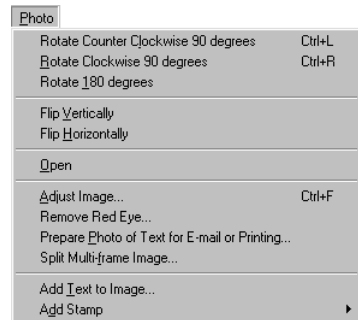 Photo
Rotate Counter Clockwise 90 degrees Ctrl+L
Rotate Clockwise 90 degrees Ctrl+R
Rotate 180 degrees
Flip Vertically
Flip Horizontally
Open
Adjust Image... Ctrl+F
Remove Red Eye...
Prepare Photo of Text for E-mail or Printing...
Split Multi-frame Image...
Add Text to Image...
Add Stamp